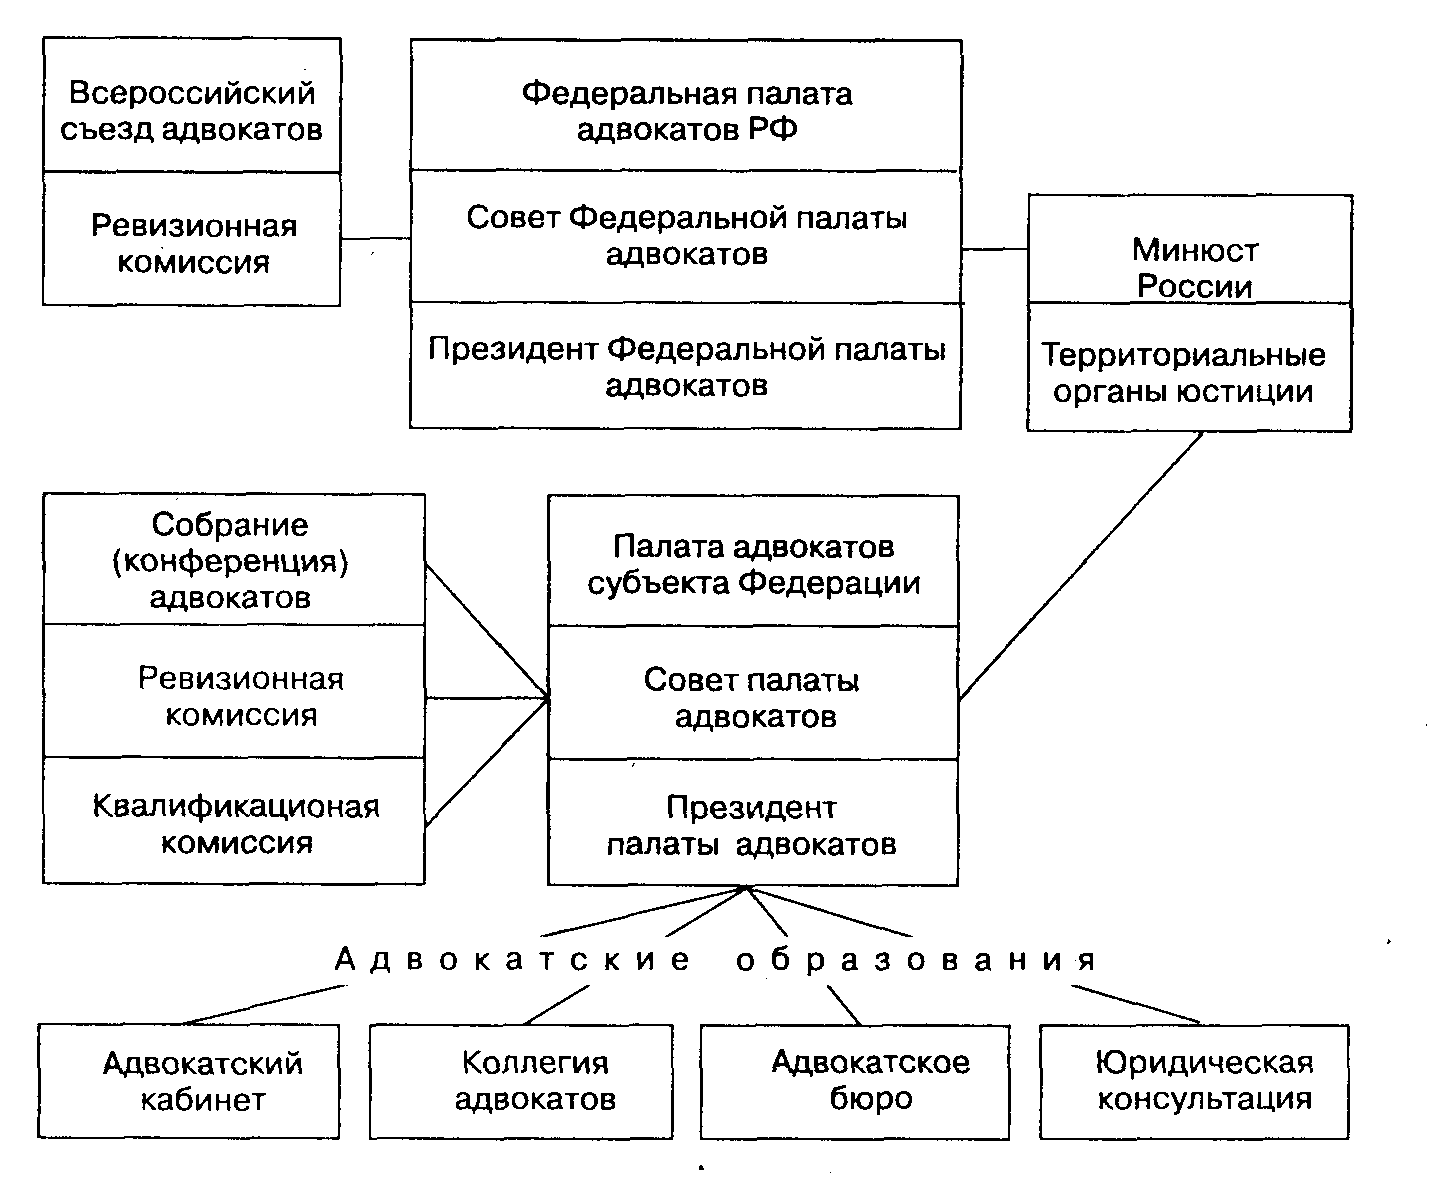 Всероссийский
съезд адвокатов
Ревизионная
комиссия
Федеральная палата
адвокатов РФ
Совет Федеральной палаты
адвокатов
Президент Федеральной палаты
адвокатов
Минюст
России
Территориальные
органы юстиции
Собрание
(конференция)
адвокатов
Ревизионная
комиссия
Квалификационая
комиссия
Палата адвокатов
субъекта Федерации
Совет палаты
адвокатов
Президент
палаты адвокатов
Адвокатские образования
Адвокатский
кабинет
Коллегия
адвокатов
Адвокатское
бюро
Юридическая
консультация